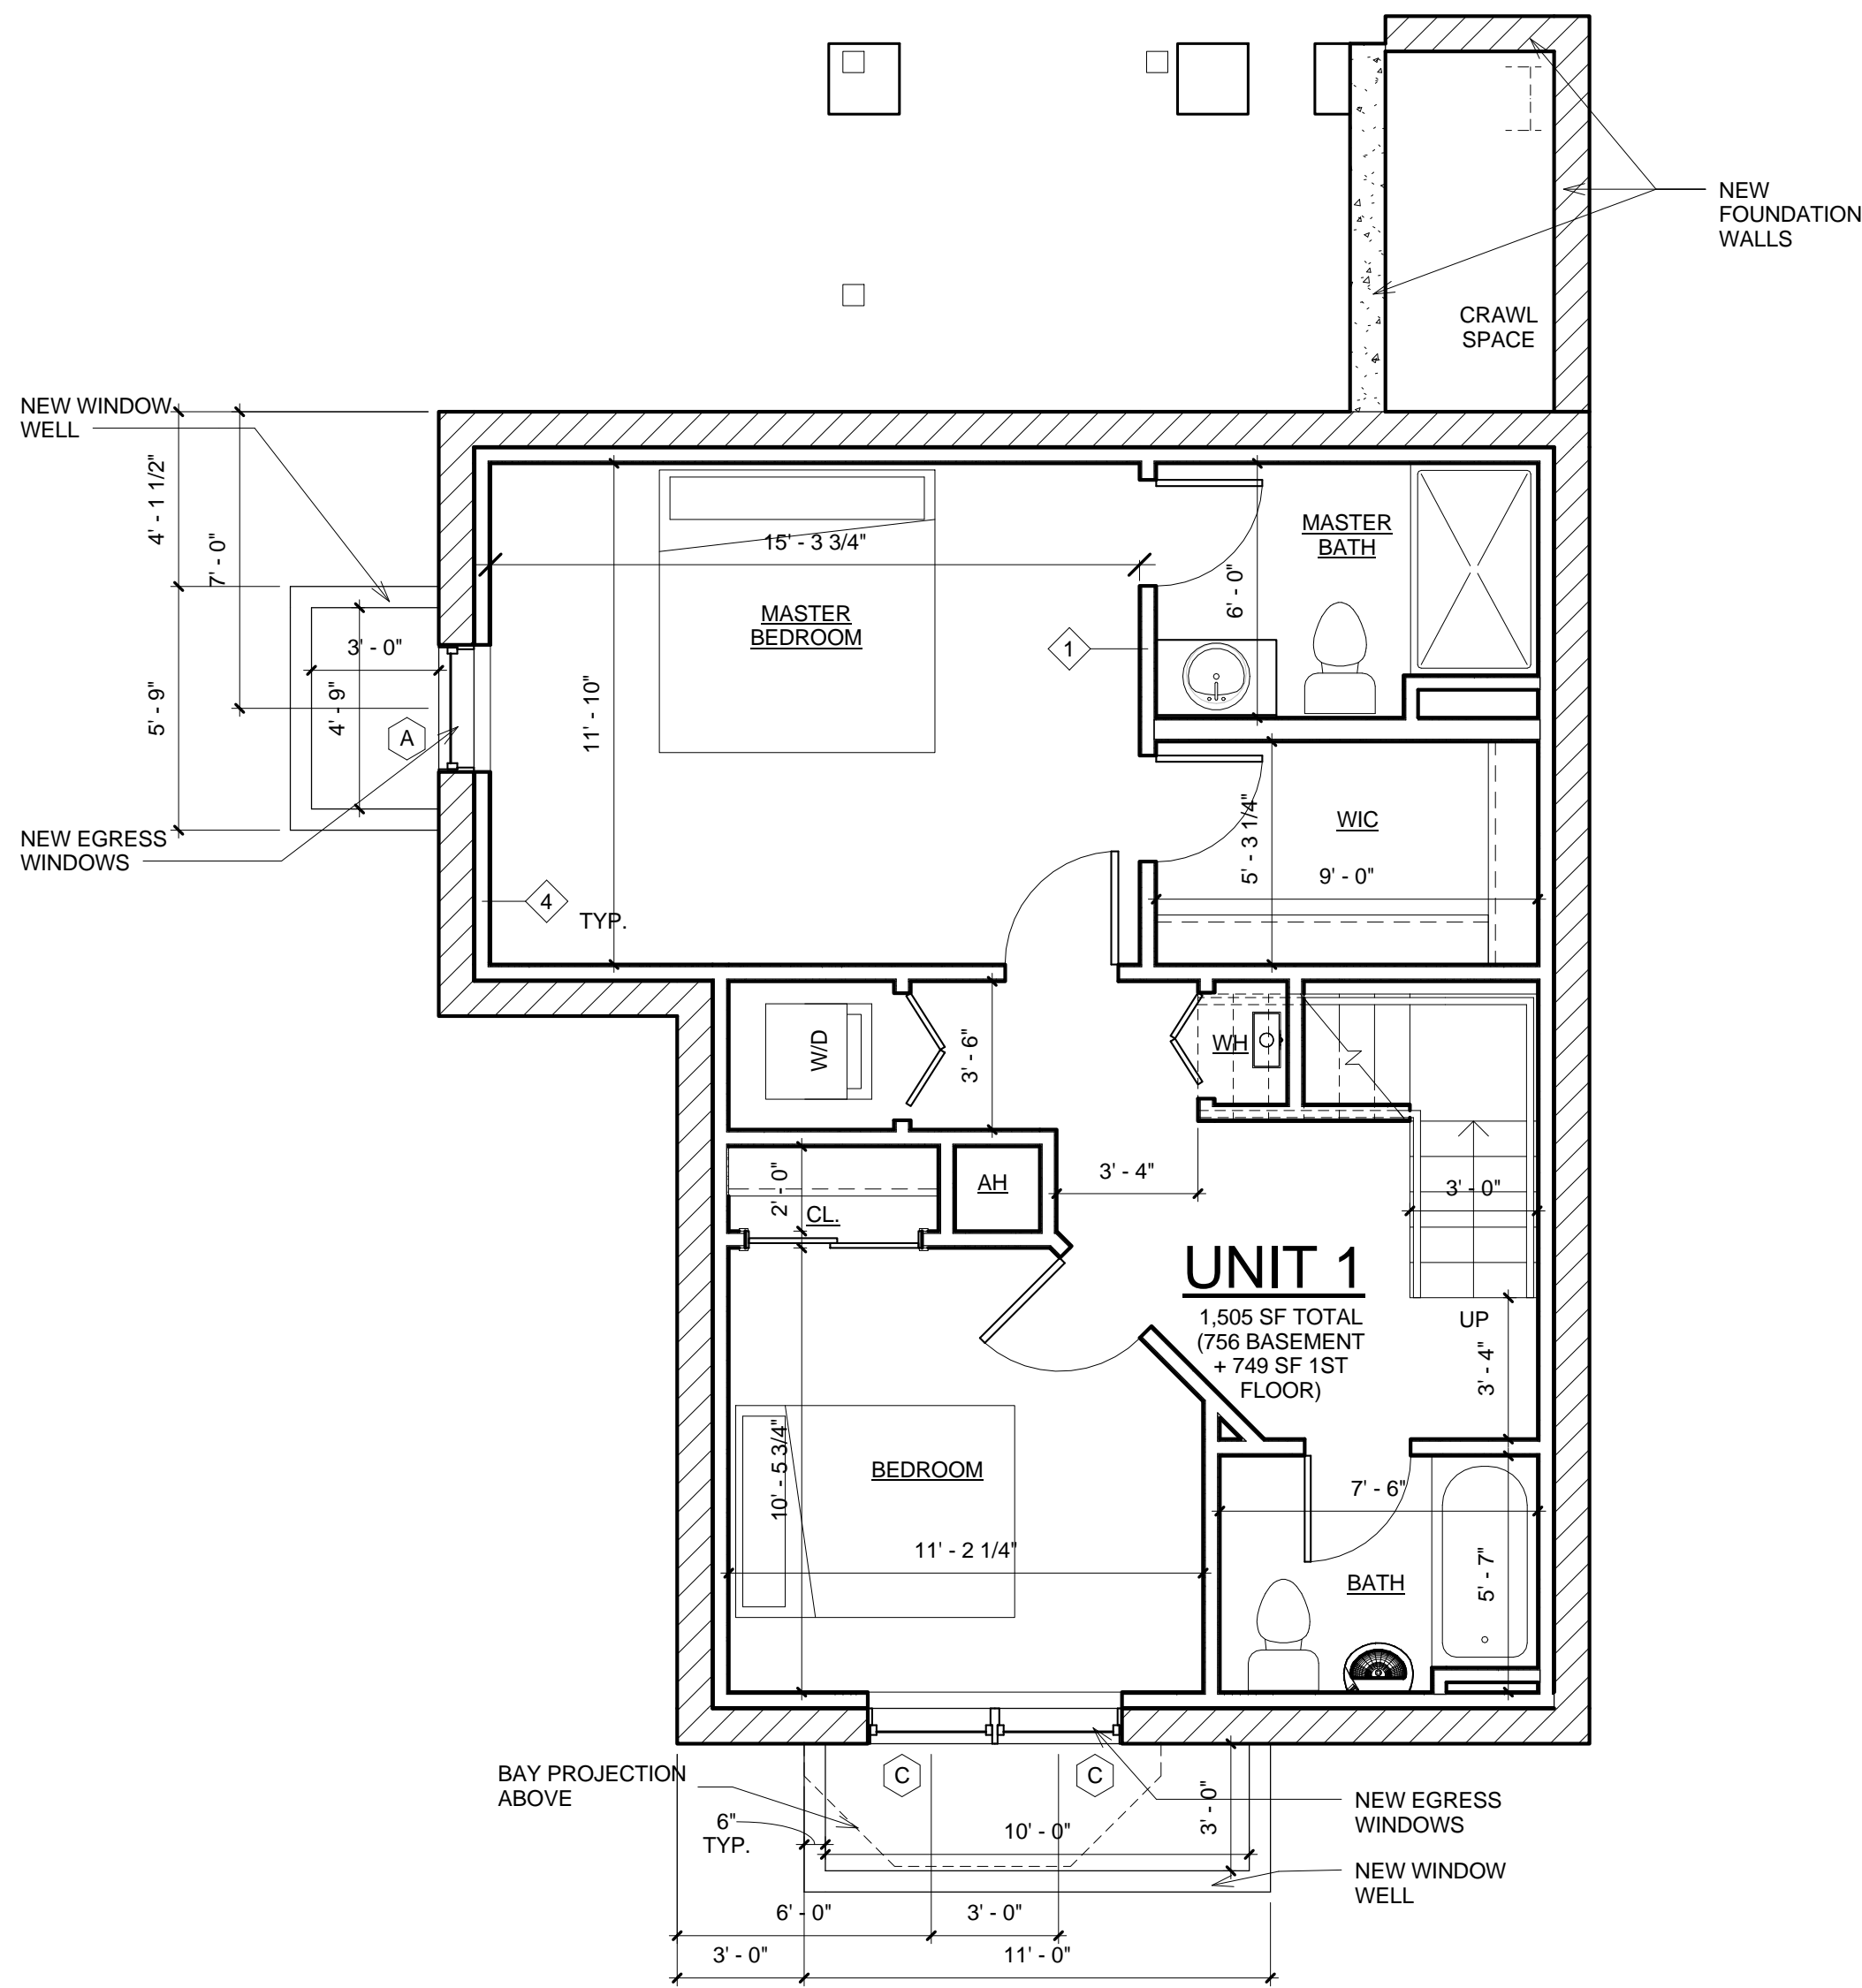 NEW
FOUNDATION
WALLS
CRAWL
SPACE
NEW WINDOW
WELL
4' - 1 1/2"
7' - 0"
15' - 3 3/4"
MASTER
BATH
6' - 0"
MASTER
BEDROOM
1
3' - 0"
5' - 9"
4' - 9"
A
11' - 10"
NEW EGRESS
WINDOWS
WIC
5' - 3 1/4"
9' - 0"
4
TYP.
W/D
3' - 6"
WH
2' - 0"
CL.
AH
3' - 4"
3' - 0"
UNIT 1
1,505 SF TOTAL
(756 BASEMENT
+ 749 SF 1ST
FLOOR)
UP
3' - 4"
10' - 5 3/4"
BEDROOM
11' - 2 1/4"
7' - 6"
BATH
5' - 7"
BAY PROJECTION
ABOVE
C
C
6"
TYP.
10' - 0"
3' - 0"
NEW EGRESS
WINDOWS
NEW WINDOW
WELL
6' - 0"
3' - 0"
3' - 0"
11' - 0"